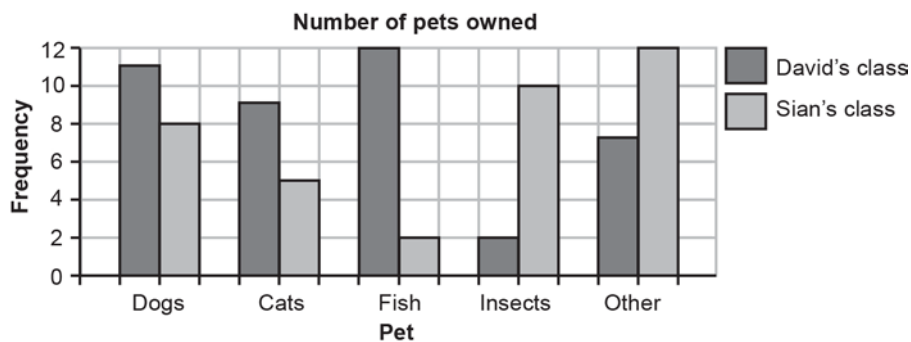 Number of pets owned
Frequency
12
10
8
6
4
2
0
Dogs Cats Fish Insects Other
Pet
David's class
Sian's class